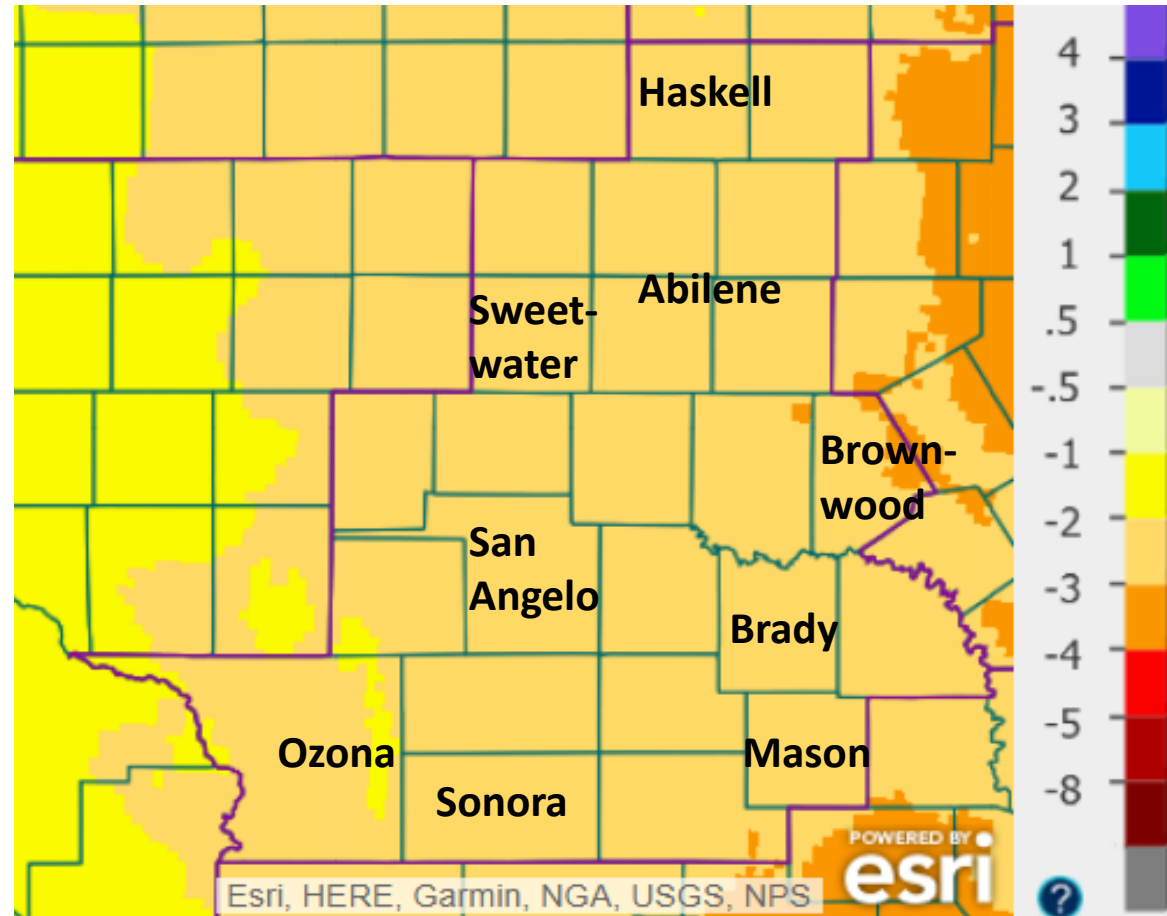 Haskell
Abilene
Sweet-
water
Brown-
wood
San
Angelo
Brady
Ozona
Mason
Sonora
POWERED BY
esri
Esri, HERE, Garmin, NGA, USGS, NPS
4
3
2
1
.5
-.5
-1
-2
-3
-4
-5
-8
?